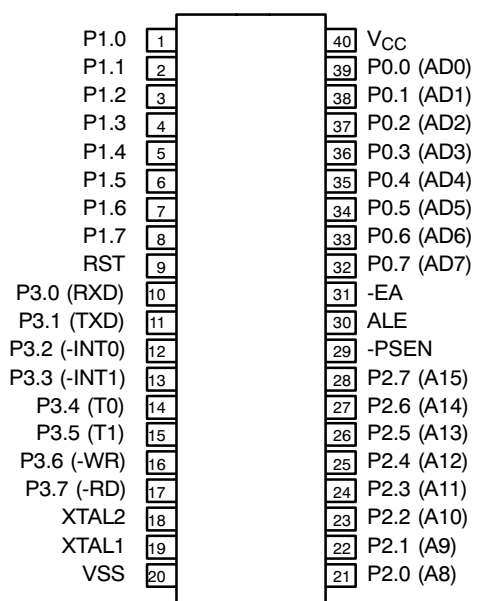 P1.0 1 40 VCC
P1.1 2 39 P0.0 (AD0)
P1.2 3 38 P0.1 (AD1)
P1.3 4 37 P0.2 (AD2)
P1.4 5 36 P0.3 (AD3)
P1.5 6 35 P0.4 (AD4)
P1.6 7 34 P0.5 (AD5)
P1.7 8 33 P0.6 (AD6)
RST 9 32 P0.7 (AD7)
P3.0 (RXD) 10 31 -EA
P3.1 (TXD) 11 30 ALE
P3.2 (-INT0) 12 29 -PSEN
P3.3 (-INT1) 13 28 P2.7 (A15)
P3.4 (T0) 14 27 P2.6 (A14)
P3.5 (T1) 15 26 P2.5 (A13)
P3.6 (-WR) 16 25 P2.4 (A12)
P3.7 (-RD) 17 24 P2.3 (A11)
XTAL2 18 23 P2.2 (A10)
XTAL1 19 22 P2.1 (A9)
VSS 20 21 P2.0 (A8)